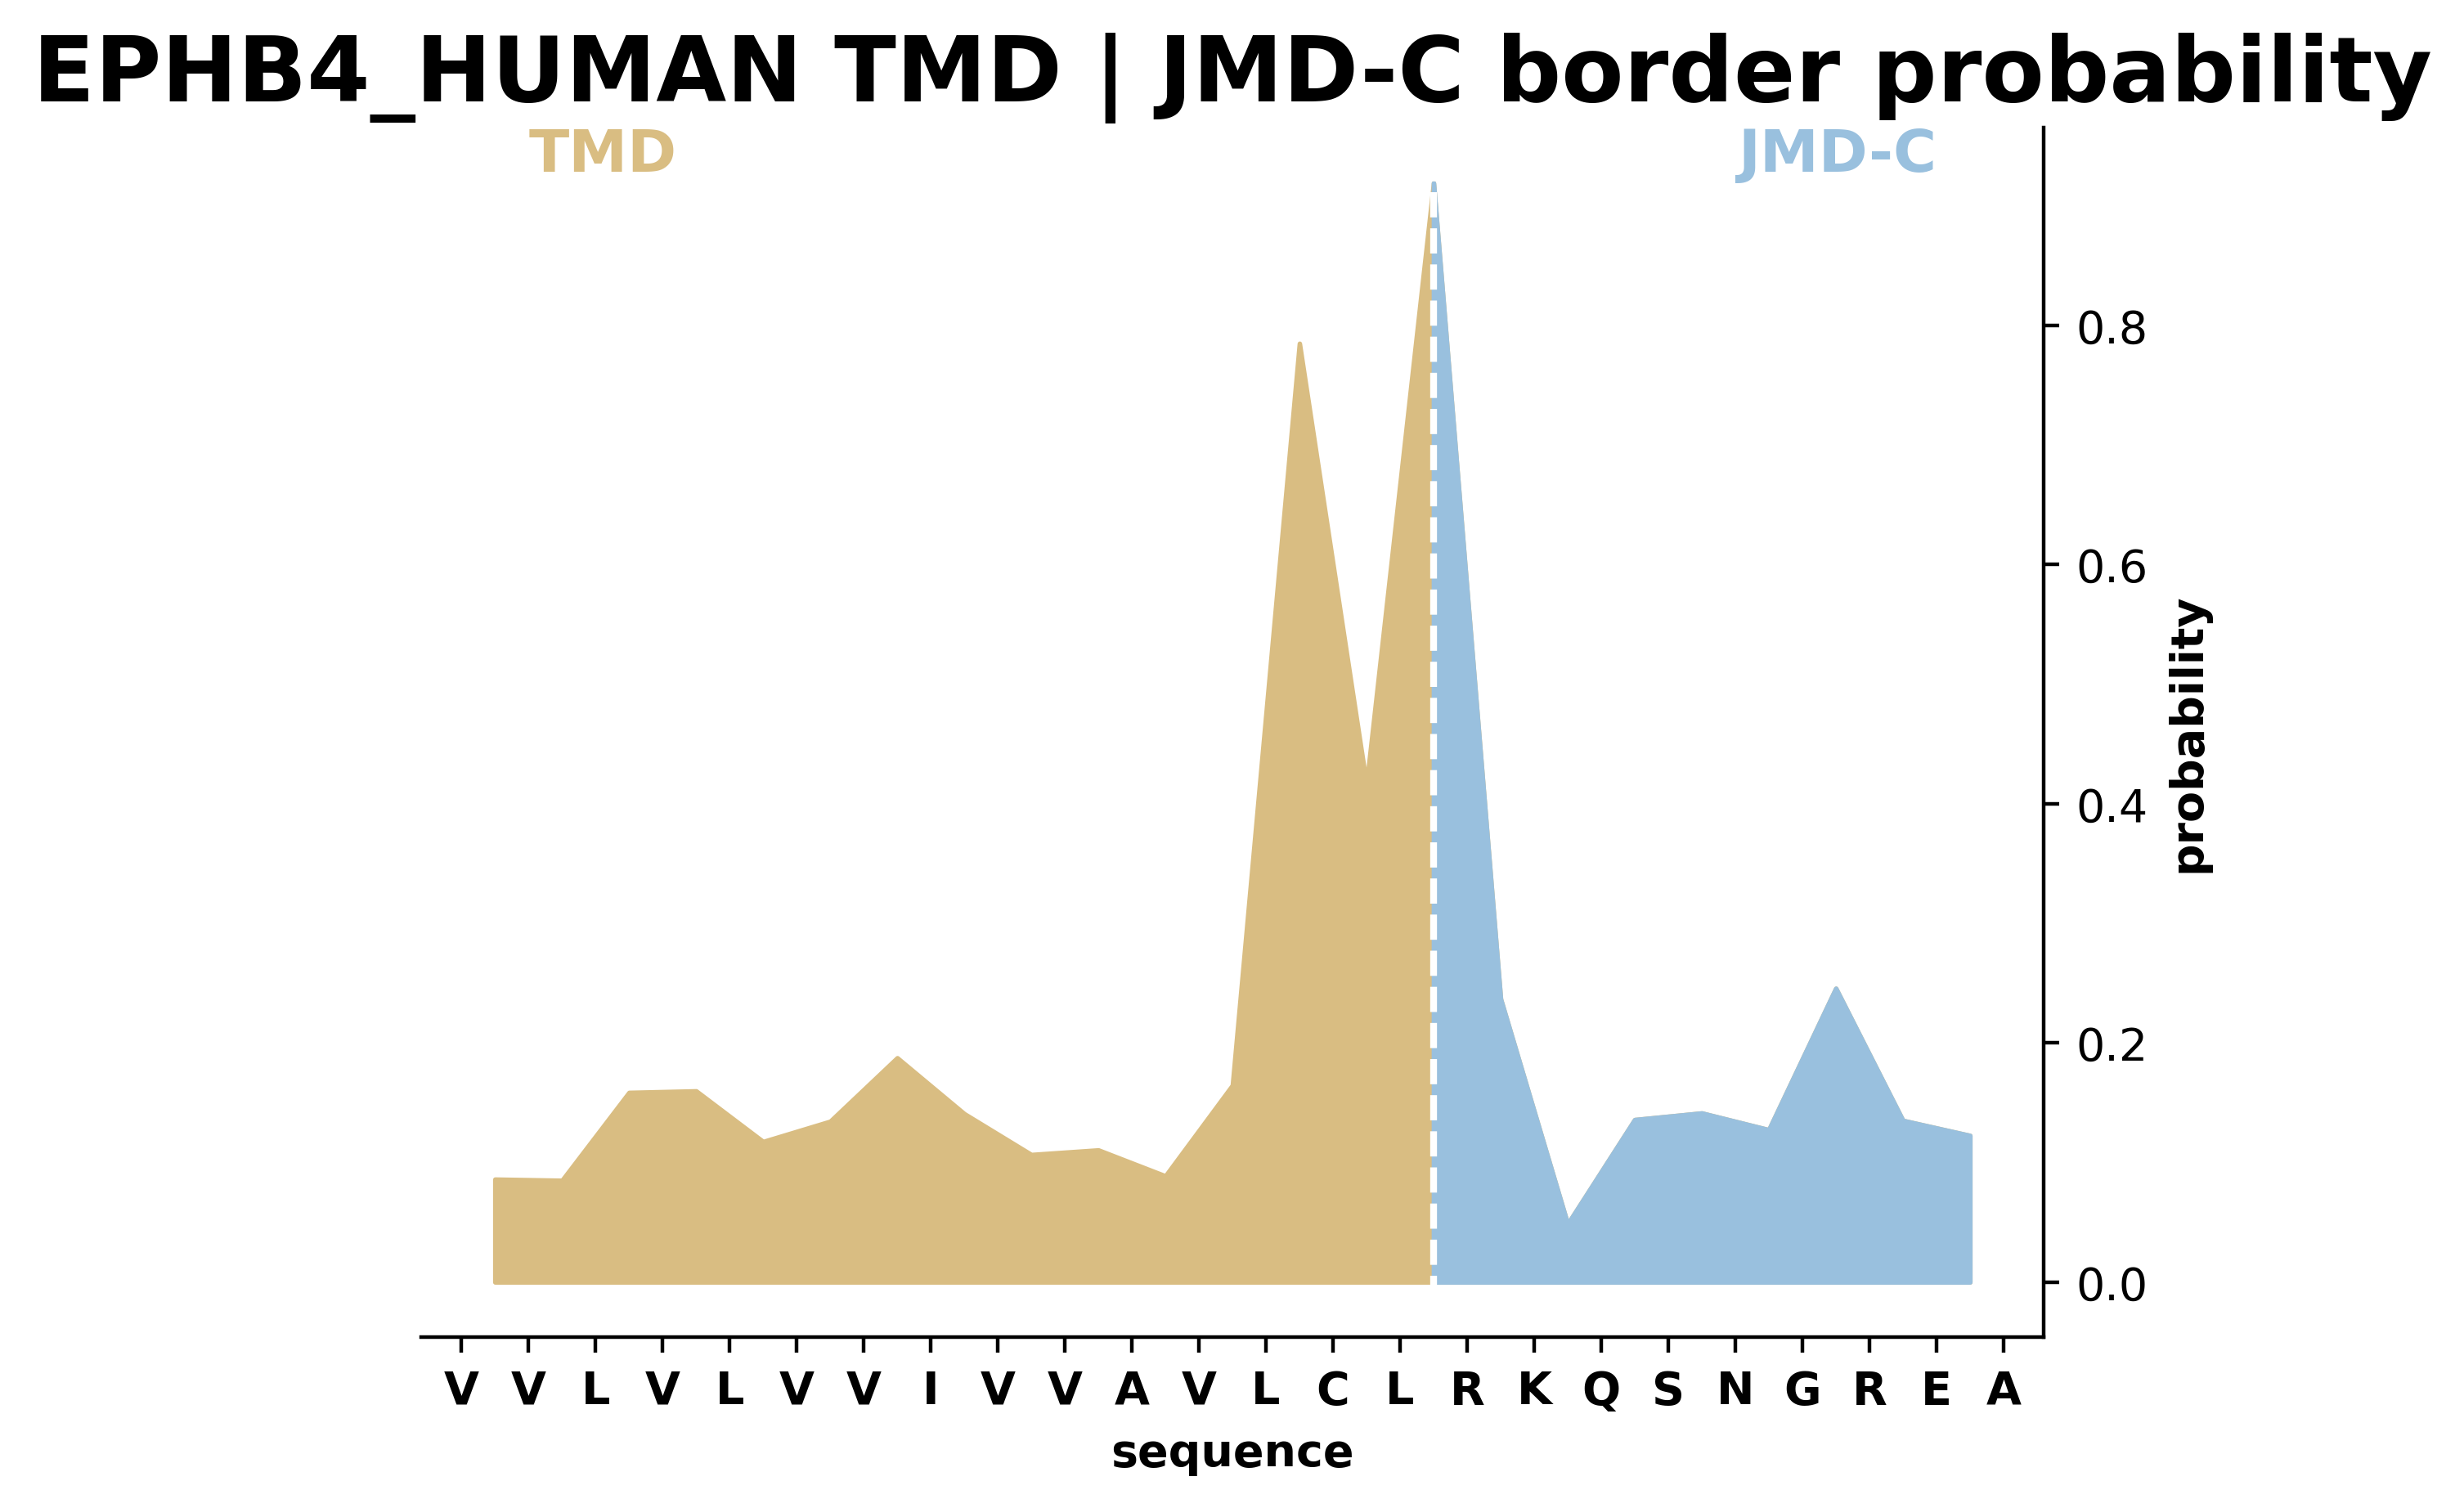 EPHB4_HUMAN TMD | JMD-C border probability
TMD
JMD-C
0.8
0.6
0.4
0.2
0.0
probability
V V L V L V V I V V A V L C L R K Q S N G R E A
sequence